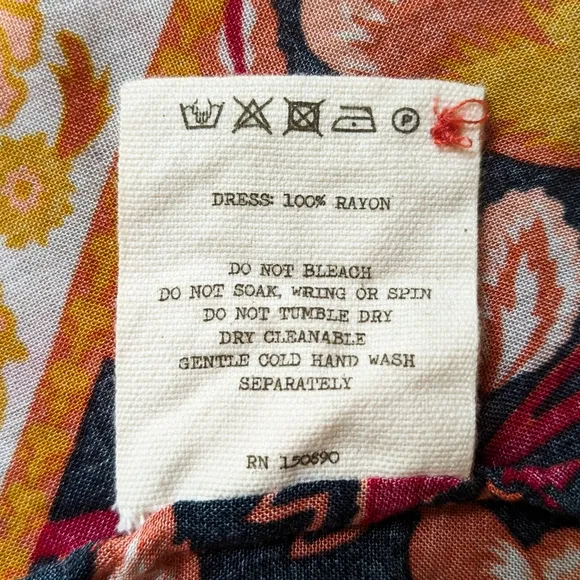 P
DRESS: 100% RAYON
DO NOT BLEACH
DO NOT SOAK, WRING OR SPIN
DO NOT TUMBLE DRY
DRY CLEANABLE
GENTLE COLD HAND WASH
SEPARATELY
RN 150690